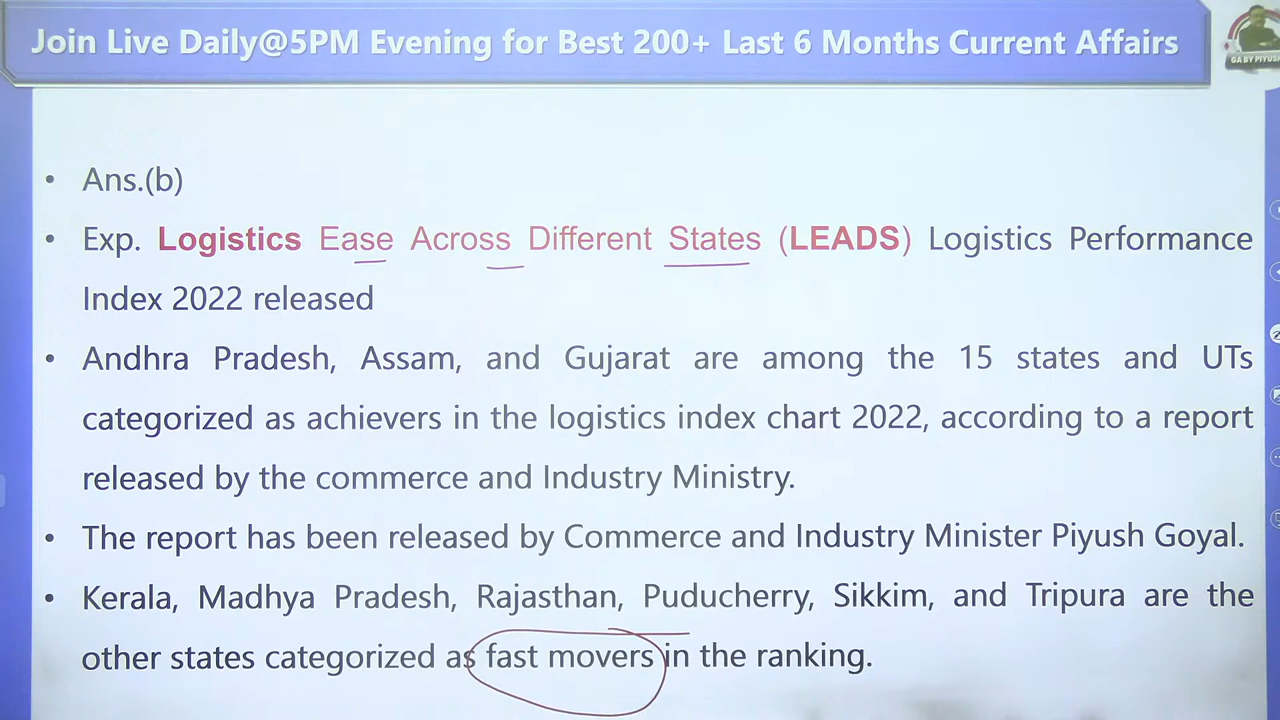 Join Live Daily@5PM Evening for Best 200+ Last 6 Months Current Affairs
GA BY PIYUSH
• Ans.(b)
• Exp. Logistics Ease Across Different States (LEADS) Logistics Performance
Index 2022 released
• Andhra Pradesh, Assam, and Gujarat are among the 15 states and UTs
categorized as achievers in the logistics index chart 2022, according to a report
released by the commerce and Industry Ministry.
• The report has been released by Commerce and Industry Minister Piyush Goyal.
• Kerala, Madhya Pradesh, Rajasthan, Puducherry, Sikkim, and Tripura are the
other states categorized as fast movers in the ranking.